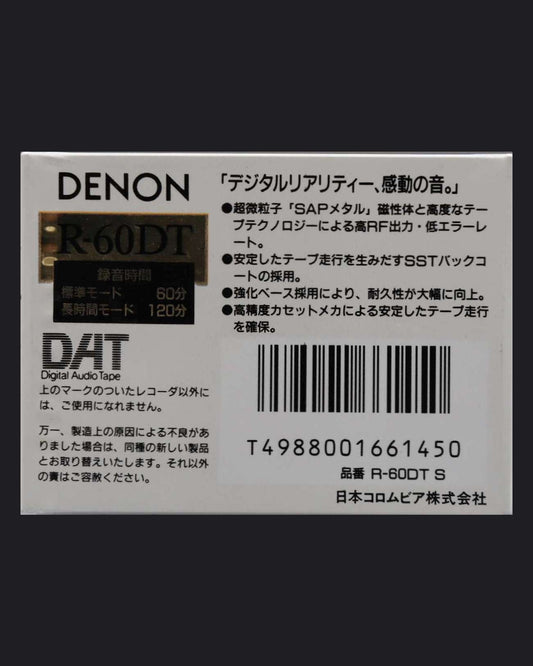 DENON
R-60DT
録音時間
標準モード 60分
長時間モード 120分
DAT
Digital Audio Tape
上のマークのついたレコーダ以外に
は、ご使用になれません。
万一、製造上の原因による不良があ
りました場合は、同種の新しい製品
とお取り替えいたします。それ以外
の責はご容赦ください。
「デジタルリアリティー、感動の音。」
●超微粒子「SAPメタル」磁性体と高度なテー
プテクノロジーによる高RF出力・低エラーレ
ート。
●安定したテープ走行を生みだすSSTバックコ
ートの採用。
●強化ベース採用により、耐久性が大幅に向上。
●高精度カセットメカによる安定したテープ走行
を確保。
T4988001661450
品番 R-60DT S
日本コロムビア株式会社